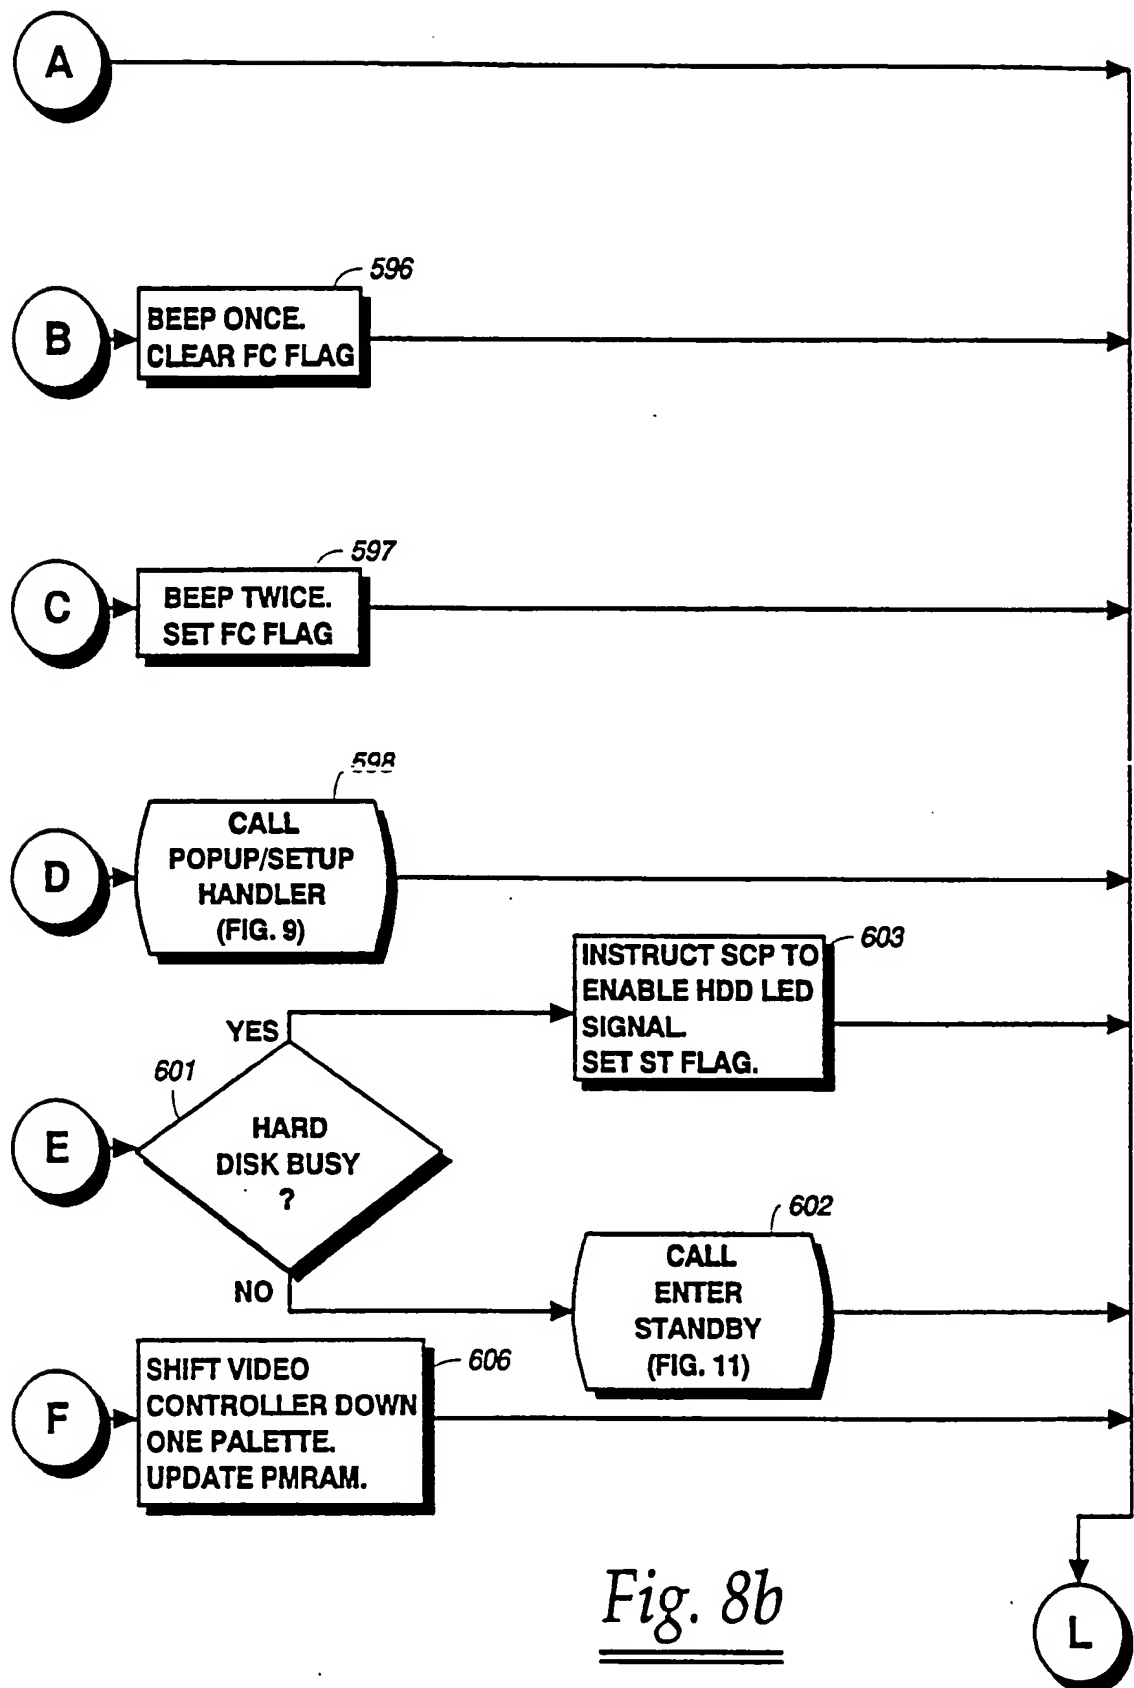 A
596
B
BEEP ONCE.
CLEAR FC FLAG
597
C
BEEP TWICE.
SET FC FLAG
598
D
CALL
POPUP/SETUP
HANDLER
(FIG. 9)
603
INSTRUCT SCP TO
ENABLE HDD LED
SIGNAL.
SET ST FLAG.
YES
601
E
HARD
DISK BUSY
?
NO
602
CALL
ENTER
STANDBY
(FIG. 11)
606
F
SHIFT VIDEO
CONTROLLER DOWN
ONE PALETTE.
UPDATE PMRAM.
Fig. 8b
L